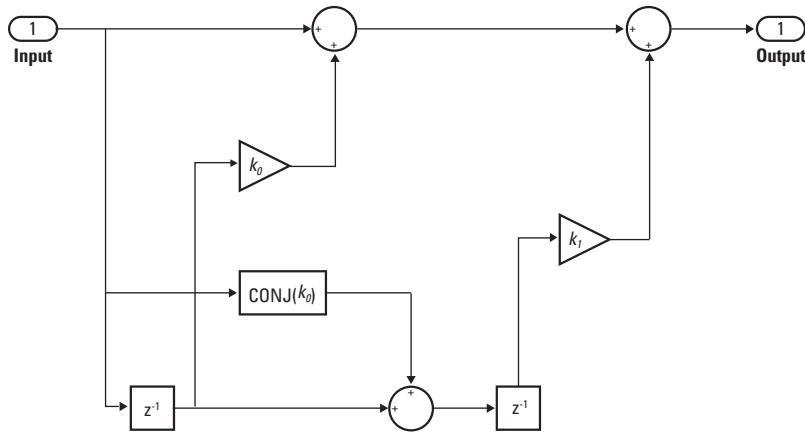 1
Input
+
+
+
+
1
Output
k₀
k₁
CONJ(k₀)
z⁻¹
+
+
z⁻¹